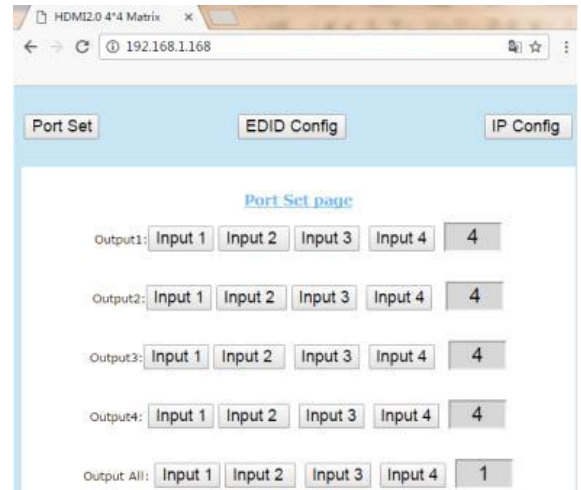 HDMI2.0 4*4 Matrix
192.168.1.168
Port Set EDID Config IP Config
Port Set page
Output1: Input 1 Input 2 Input 3 Input 4 4
Output2: Input 1 Input 2 Input 3 Input 4 4
Output3: Input 1 Input 2 Input 3 Input 4 4
Output4: Input 1 Input 2 Input 3 Input 4 4
Output All: Input 1 Input 2 Input 3 Input 4 1